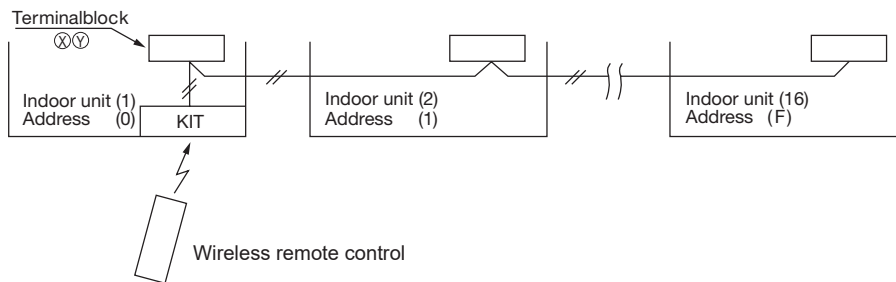 Terminalblock
ⓍⓎ
Indoor unit (1)
Address (0)
KIT
Indoor unit (2)
Address (1)
Indoor unit (16)
Address (F)
Wireless remote control